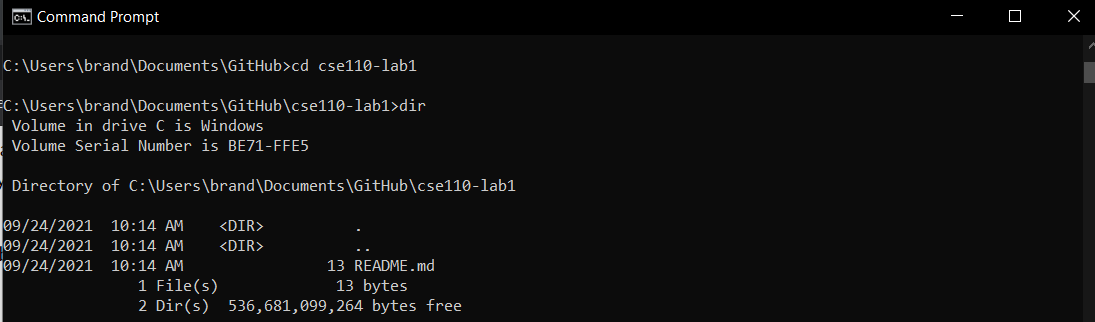 Command Prompt
C:\Users\brand\Documents\GitHub>cd cse110-lab1
C:\Users\brand\Documents\GitHub\cse110-lab1>dir
 Volume in drive C is Windows
 Volume Serial Number is BE71-FFE5
 Directory of C:\Users\brand\Documents\GitHub\cse110-lab1
09/24/2021  10:14 AM    <DIR>          .
09/24/2021  10:14 AM    <DIR>          ..
09/24/2021  10:14 AM                13 README.md
               1 File(s)             13 bytes
               2 Dir(s)  536,681,099,264 bytes free